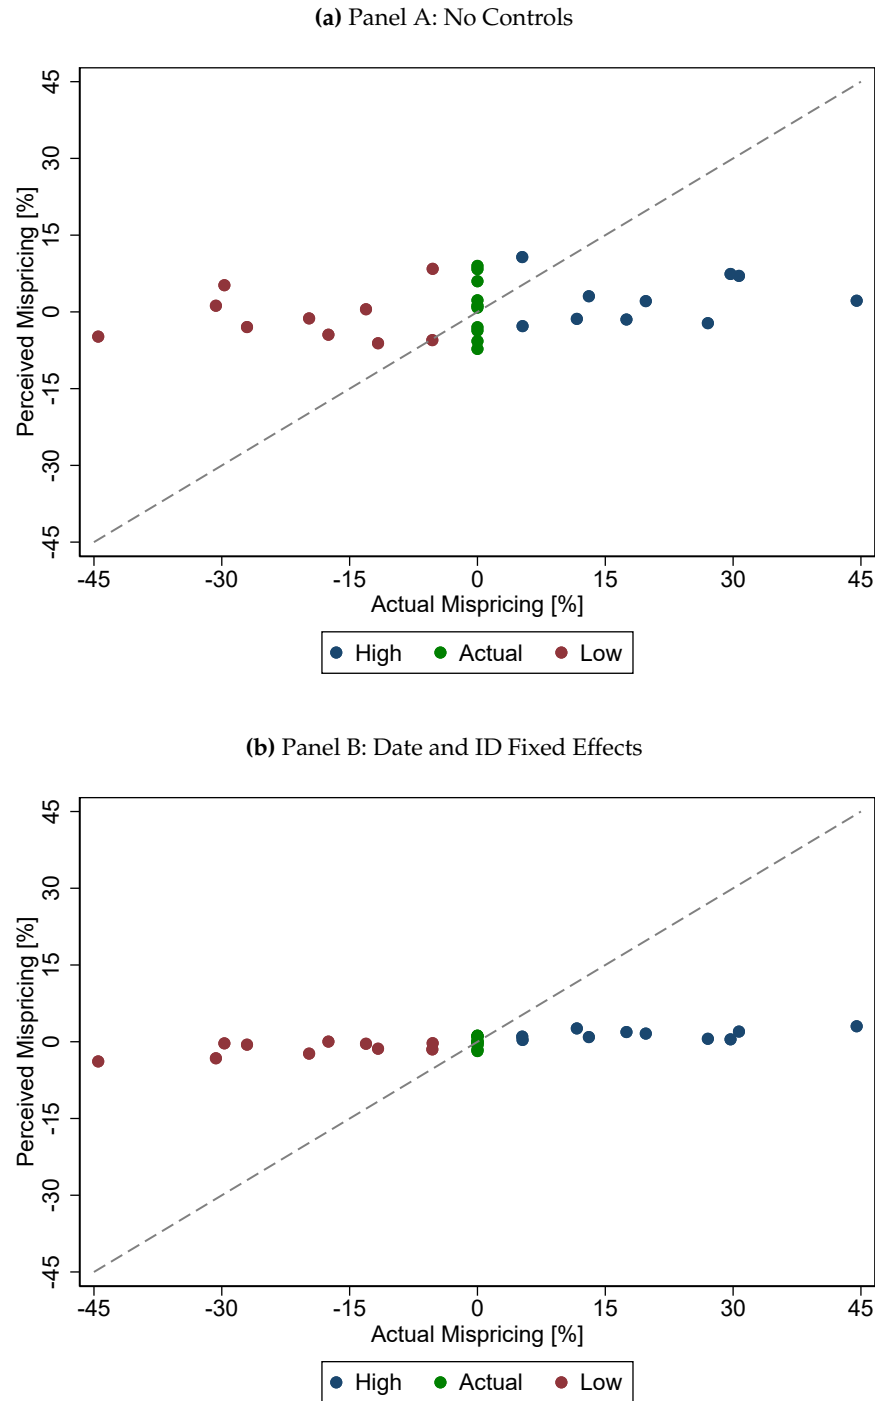 (a) Panel A: No Controls
Perceived Mispricing [%]
45
30
15
0
-15
-30
-45
-45 -30 -15 0 15 30 45
Actual Mispricing [%]
High Actual Low
(b) Panel B: Date and ID Fixed Effects
Perceived Mispricing [%]
45
30
15
0
-15
-30
-45
-45 -30 -15 0 15 30 45
Actual Mispricing [%]
High Actual Low